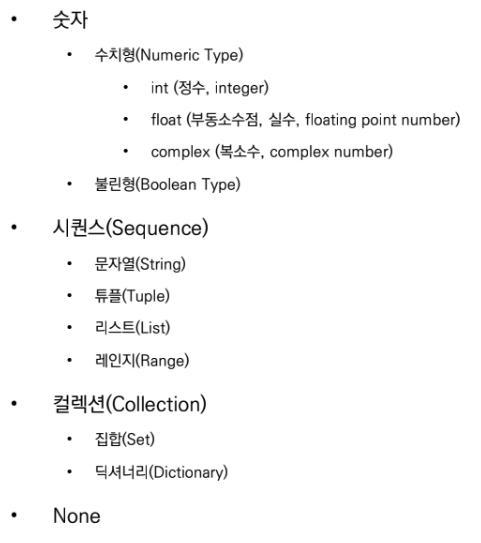 • 숫자
• 수치형(Numeric Type)
• int (정수, integer)
• float (부동소수점, 실수, floating point number)
• complex (복소수, complex number)
• 불린형(Boolean Type)
• 시퀀스(Sequence)
• 문자열(String)
• 튜플(Tuple)
• 리스트(List)
• 레인지(Range)
• 컬렉션(Collection)
• 집합(Set)
• 딕셔너리(Dictionary)
• None